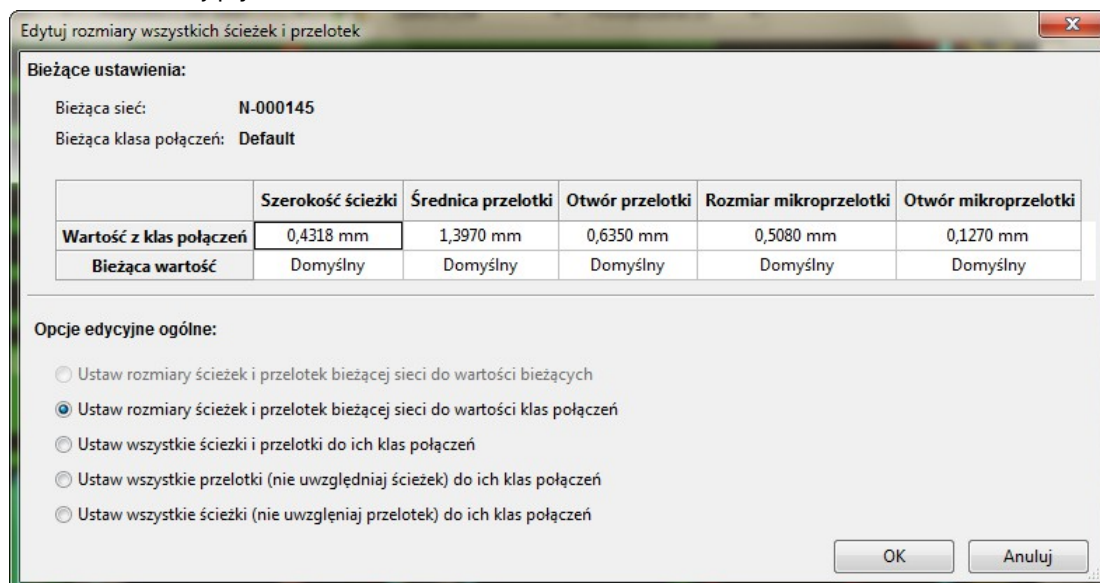 Edytuj rozmiary wszystkich ścieżek i przelotek
Bieżące ustawienia:
Bieżąca sieć: N-000145
Bieżąca klasa połączeń: Default
Szerokość ścieżki Średnica przelotki Otwór przelotki Rozmiar mikroprzelotki Otwór mikroprzelotki
Wartość z klas połączeń 0,4318 mm 1,3970 mm 0,6350 mm 0,5080 mm 0,1270 mm
Bieżąca wartość Domyślny Domyślny Domyślny Domyślny Domyślny
Opcje edycyjne ogólne:
Ustaw rozmiary ścieżek i przelotek bieżącej sieci do wartości bieżących
Ustaw rozmiary ścieżek i przelotek bieżącej sieci do wartości klas połączeń
Ustaw wszystkie ściezki i przelotki do ich klas połączeń
Ustaw wszystkie przelotki (nie uwzględniaj ścieżek) do ich klas połączeń
Ustaw wszystkie ścieżki (nie uwzglęniaj przelotek) do ich klas połączeń
OK Anuluj